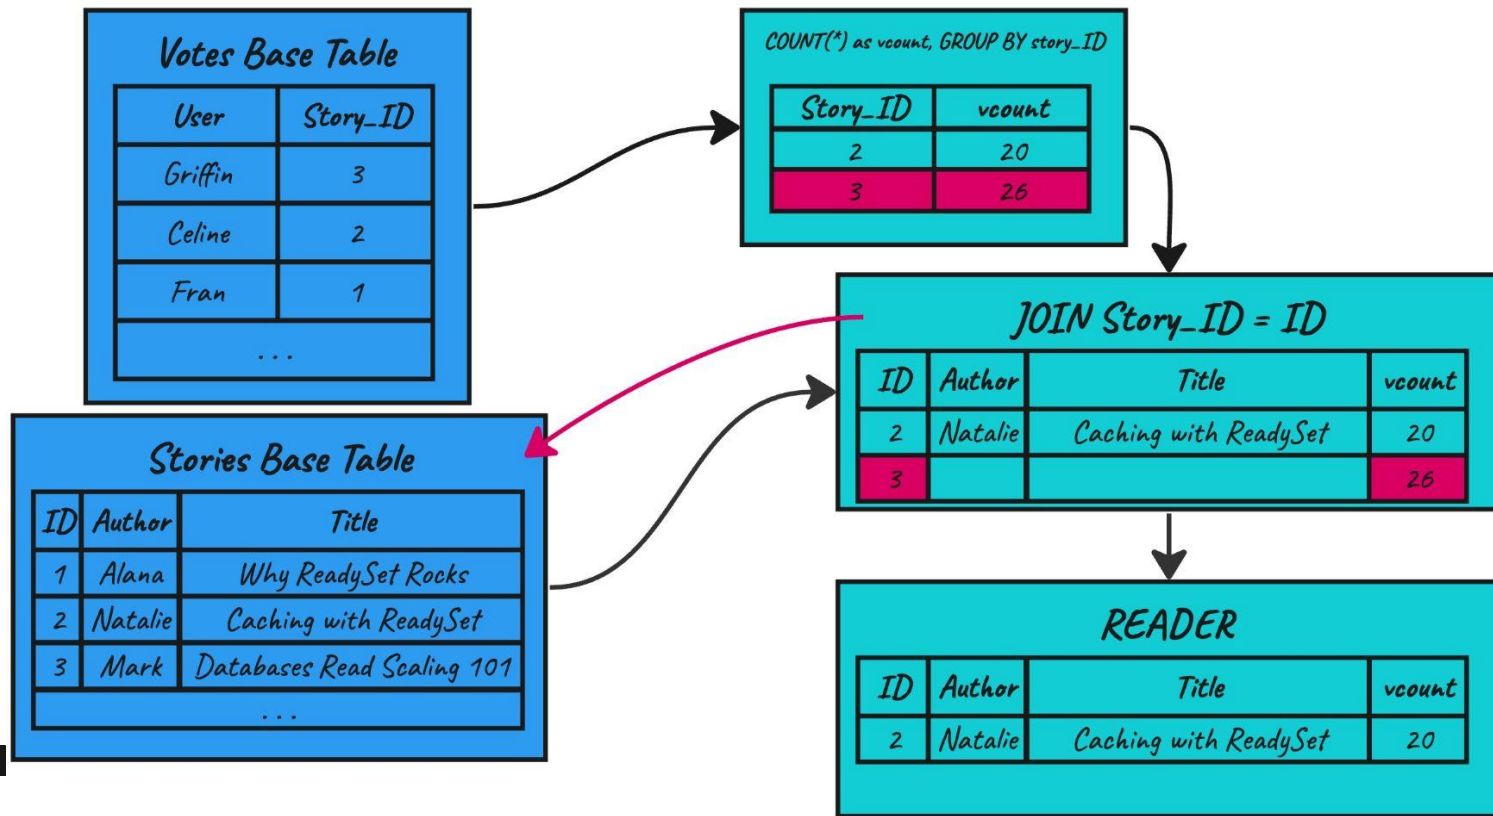 Votes Base Table
User Story_ID
Griffin 3
Celine 2
Fran 1
...
COUNT(*) as vcount, GROUP BY story_ID
Story_ID vcount
2 20
3 26
JOIN Story_ID = ID
ID Author Title vcount
2 Natalie Caching with ReadySet 20
3 26
Stories Base Table
ID Author Title
1 Alana Why ReadySet Rocks
2 Natalie Caching with ReadySet
3 Mark Databases Read Scaling 101
...
READER
ID Author Title vcount
2 Natalie Caching with ReadySet 20